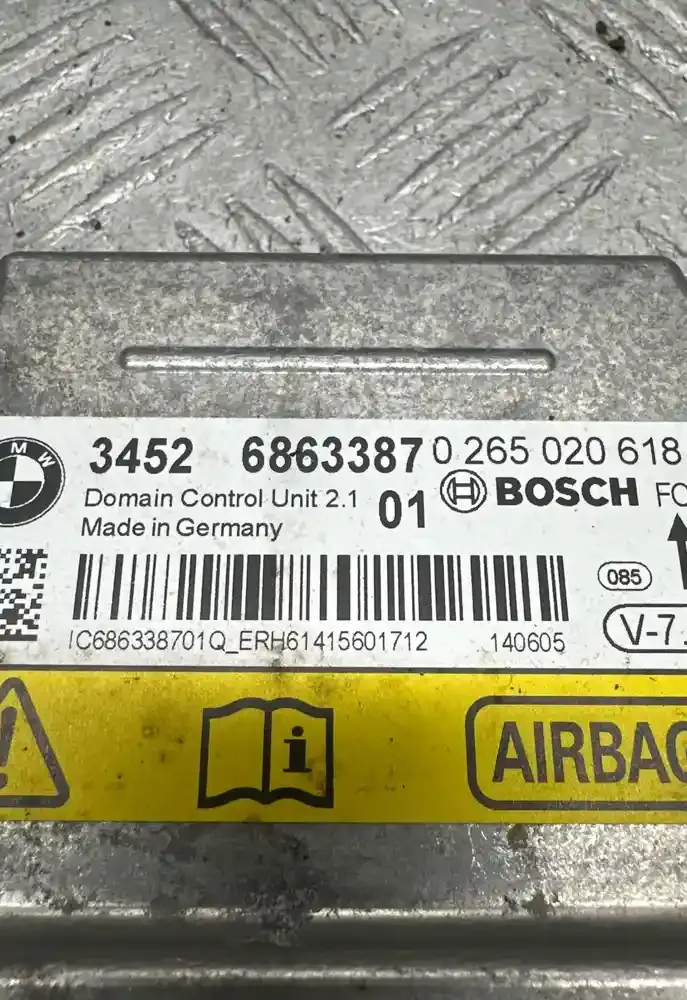 BMW
3452 6863387 0 265 020 618
Domain Control Unit 2.1 01 BOSCH
Made in Germany
085
V-7.
IC686338701Q_ERH61415601712 140605
i
AIRBAG